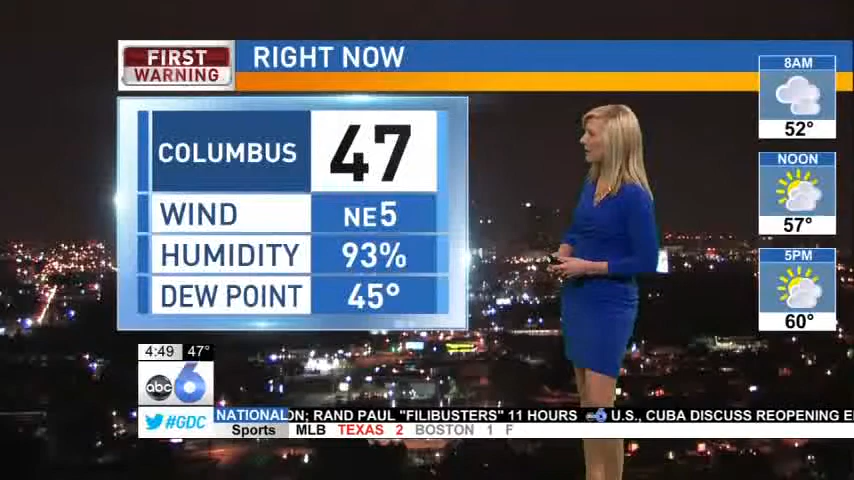 FIRST
WARNING
RIGHT NOW
COLUMBUS 47
WIND NE5
HUMIDITY 93%
DEW POINT 45°
8AM
52°
NOON
57°
5PM
60°
4:49 47°
abc 6
#GDC
NATIONAL ON; RAND PAUL "FILIBUSTERS" 11 HOURS abc 6 U.S., CUBA DISCUSS REOPENING E
Sports MLB TEXAS 2 BOSTON 1 F